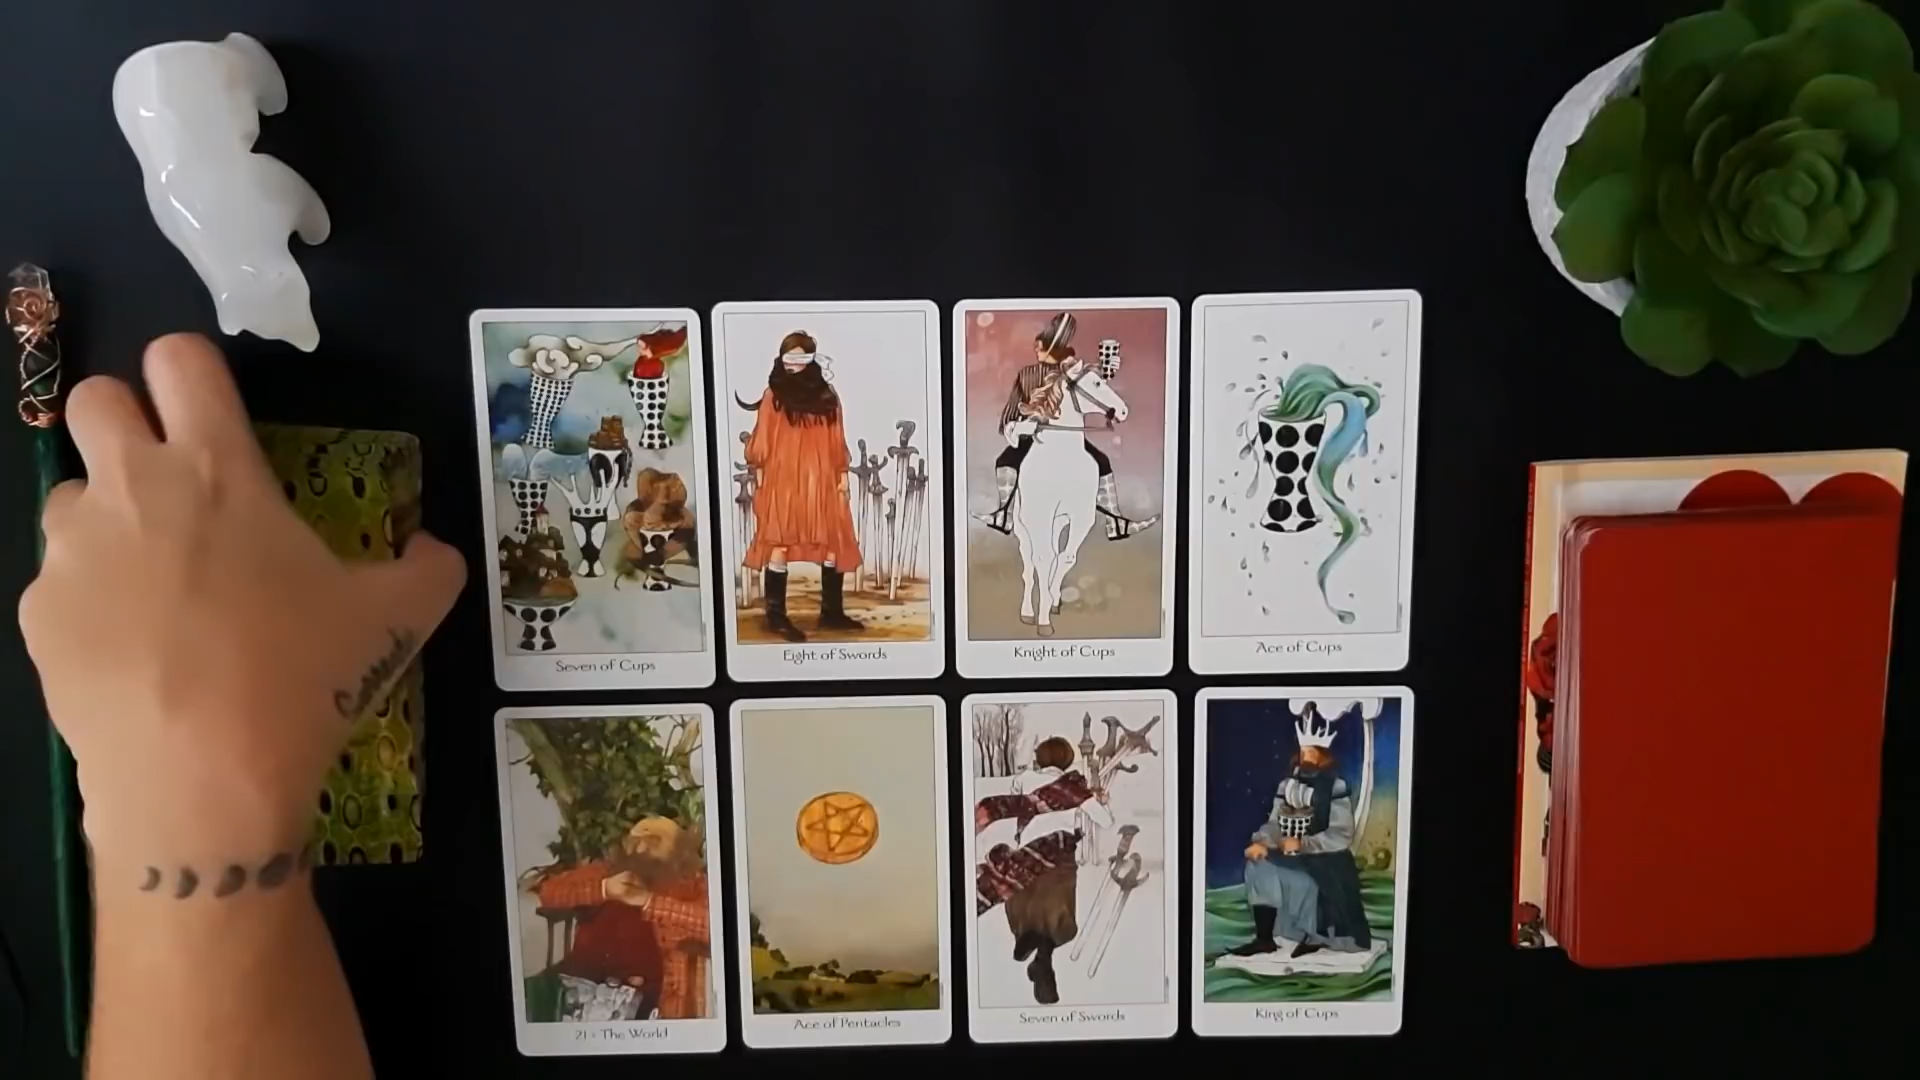 Seven of Cups
Eight of Swords
Knight of Cups
Ace of Cups
21 - The World
Ace of Pentacles
Seven of Swords
King of Cups